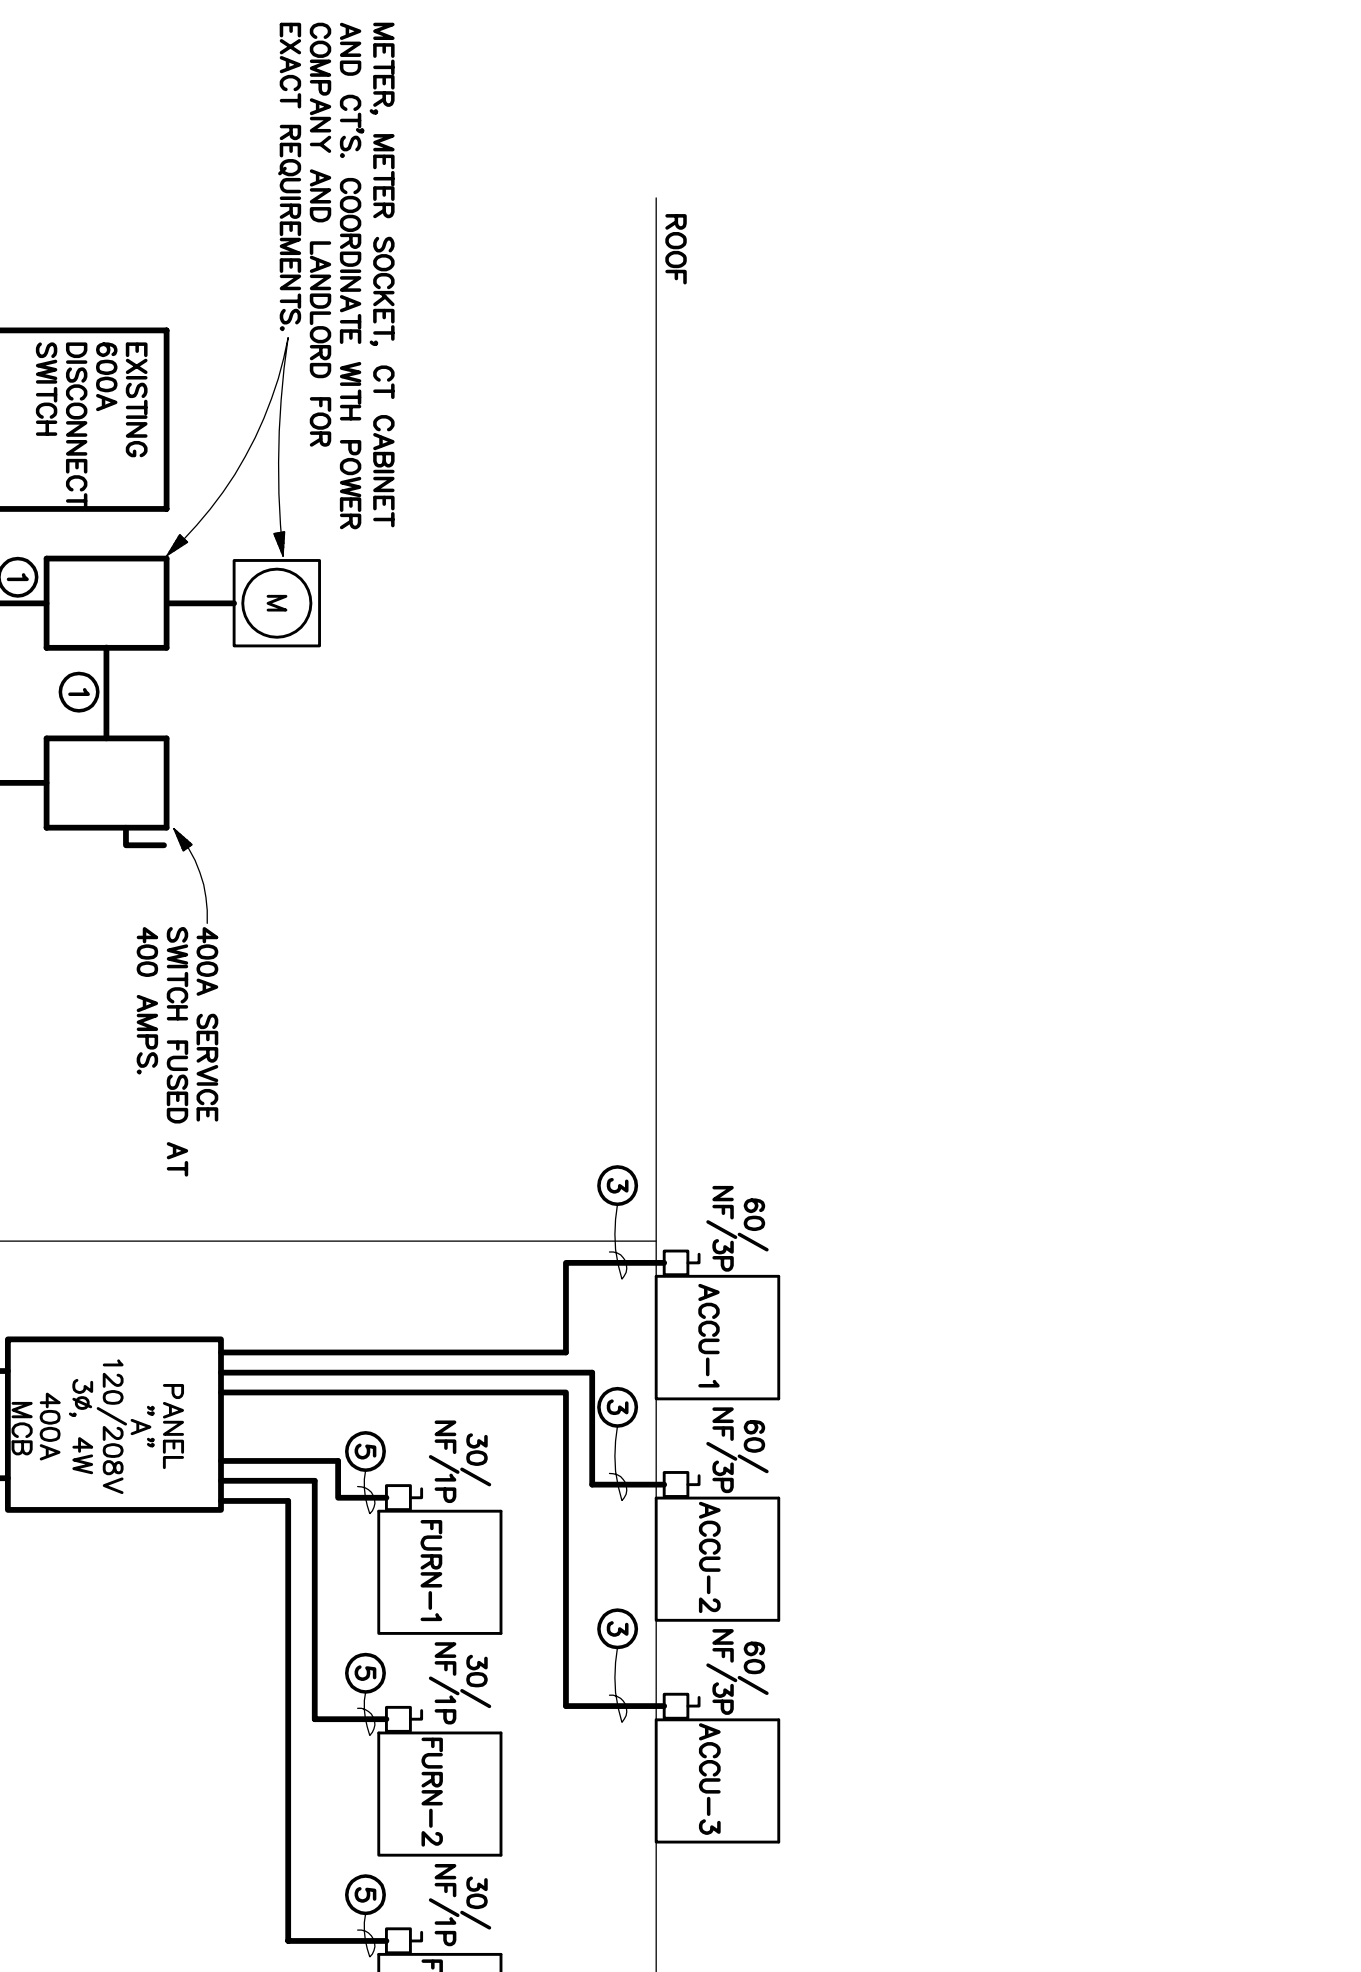 ROOF
METER, METER SOCKET, CT CABINET
AND CT'S. COORDINATE WITH POWER
COMPANY AND LANDLORD FOR
EXACT REQUIREMENTS.
EXISTING
600A
DISCONNECT
SWITCH
M
1
1
400A SERVICE
SWITCH FUSED AT
400 AMPS.
60/
NF/3P
3
ACCU-1
60/
NF/3P
3
ACCU-2
60/
NF/3P
3
ACCU-3
30/
NF/1P
5
FURN-1
30/
NF/1P
5
FURN-2
30/
NF/1P
5
F
PANEL
"A"
120/208V
3ø, 4W
400A
MCB